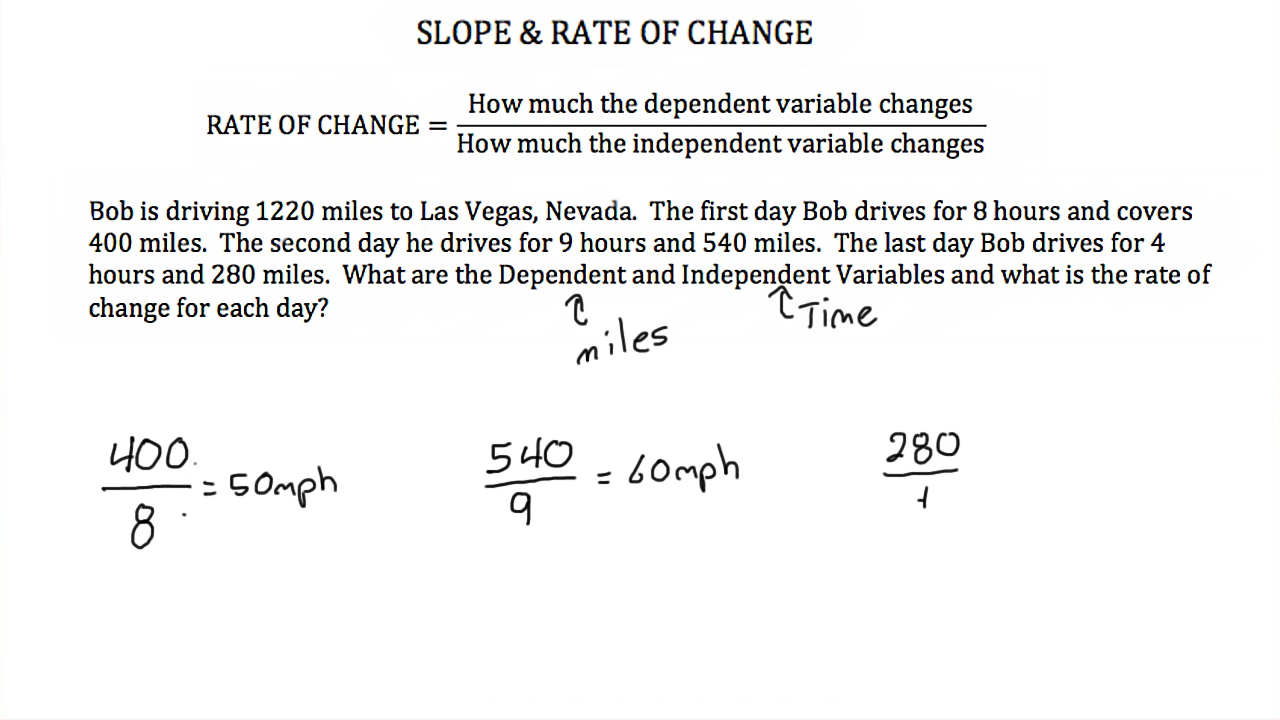 SLOPE & RATE OF CHANGE
RATE OF CHANGE = How much the dependent variable changes
How much the independent variable changes
Bob is driving 1220 miles to Las Vegas, Nevada. The first day Bob drives for 8 hours and covers
400 miles. The second day he drives for 9 hours and 540 miles. The last day Bob drives for 4
hours and 280 miles. What are the Dependent and Independent Variables and what is the rate of
change for each day?
miles
Time
400
8
= 50mph
540
9
= 60mph
280